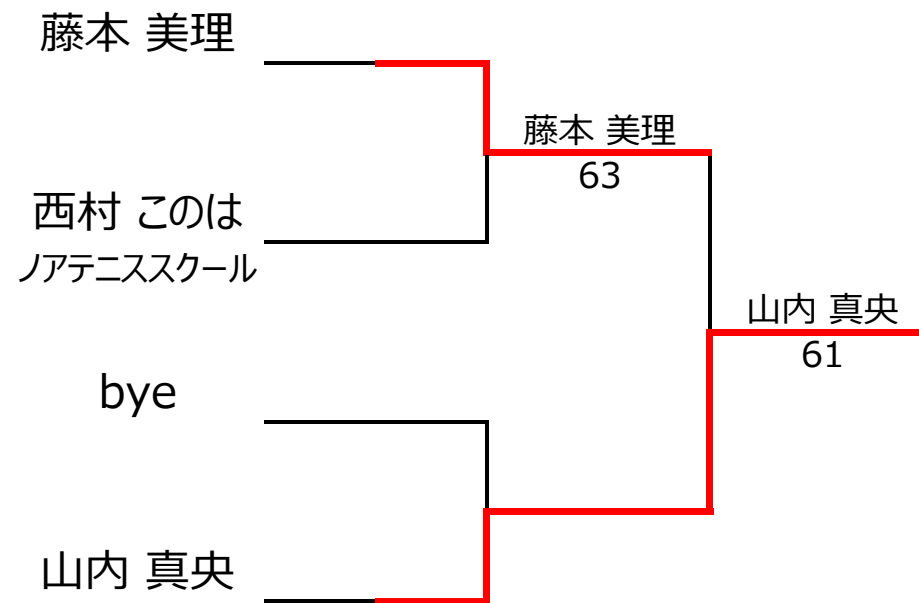 藤本 美理
藤本 美理
63
西村 このは
ノアテニススクール
山内 真央
61
bye
山内 真央